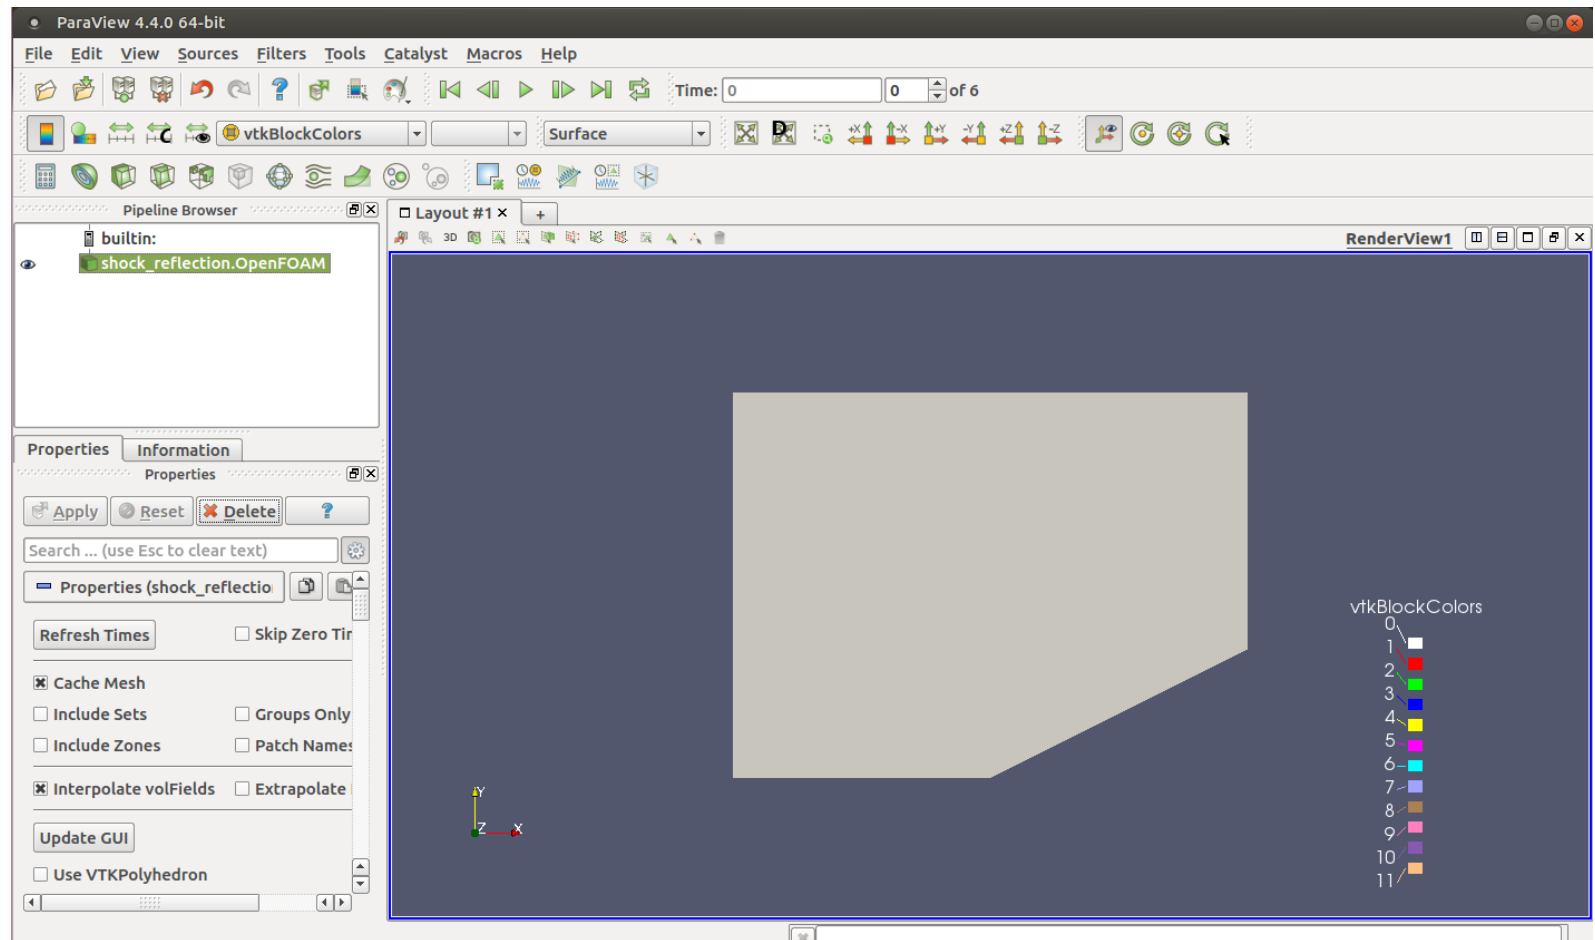 ParaView 4.4.0 64-bit
File Edit View Sources Filters Tools Catalyst Macros Help
Time: 0 0 of 6
vtkBlockColors Surface
+X -X +Y -Y +Z -Z
Pipeline Browser
Layout #1 +
builtin:
3D
RenderView1
shock_reflection.OpenFOAM
Properties Information
Properties
Apply Reset Delete ?
Search ... (use Esc to clear text)
Properties (shock_reflectio
Refresh Times Skip Zero Tir
Cache Mesh
Include Sets Groups Only
Include Zones Patch Names
Interpolate volFields Extrapolate
Update GUI
Use VTKPolyhedron
Y
Z X
vtkBlockColors
0
1
2
3
4
5
6
7
8
9
10
11